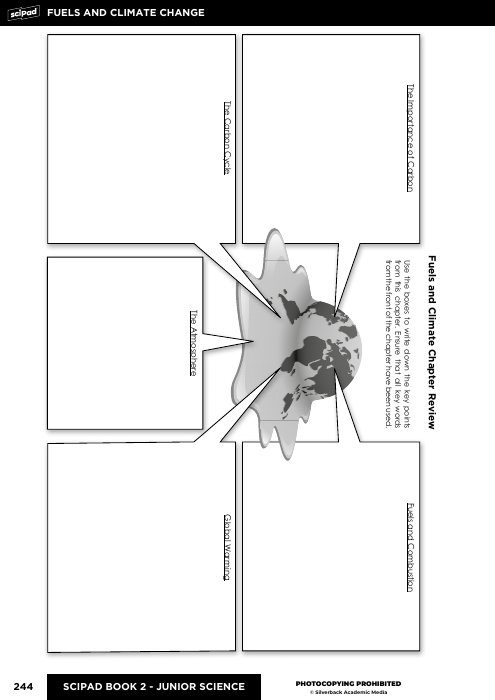 scipad
FUELS AND CLIMATE CHANGE
Fuels and Climate Chapter Review
Use the boxes to write down the key points
from this chapter. Ensure that all key words
from the front of the chapter have been used.
The Importance of Carbon
Fuels and Combustion
The Carbon Cycle
Global Warming
The Atmosphere
244
SCIPAD BOOK 2 - JUNIOR SCIENCE
PHOTOCOPYING PROHIBITED
© Silverback Academic Media